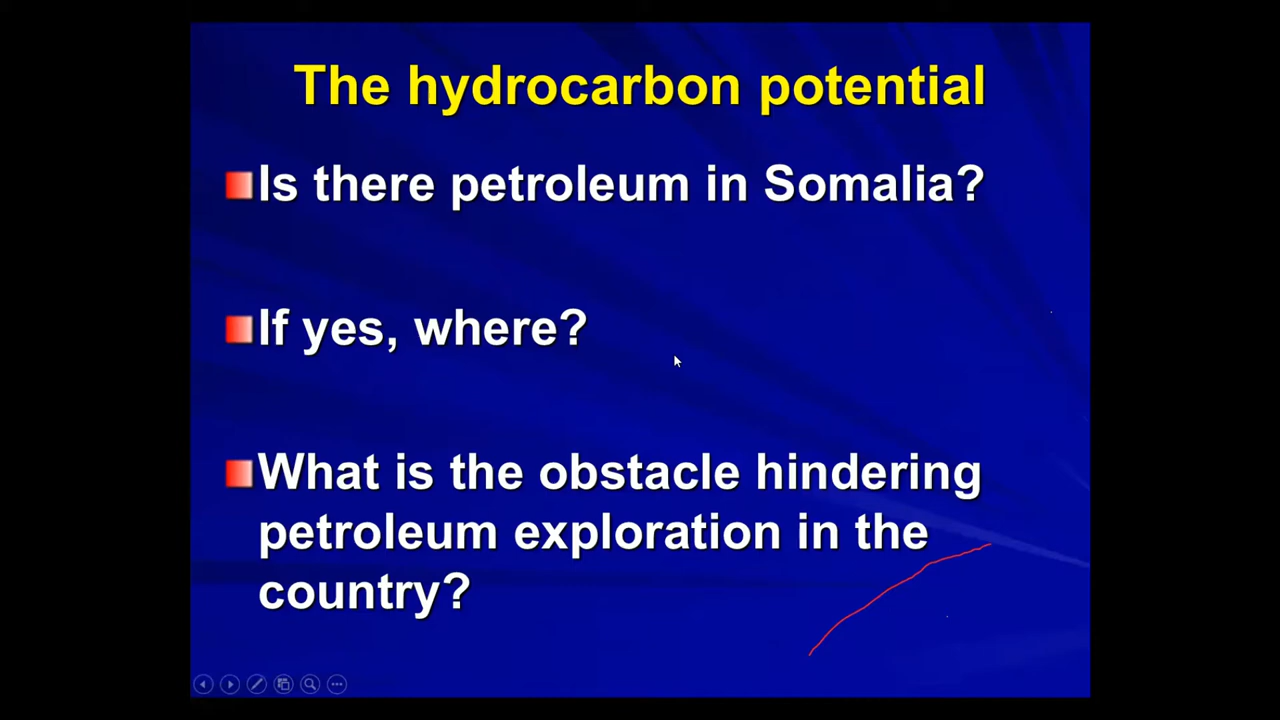 The hydrocarbon potential
Is there petroleum in Somalia?
If yes, where?
What is the obstacle hindering
petroleum exploration in the
country?